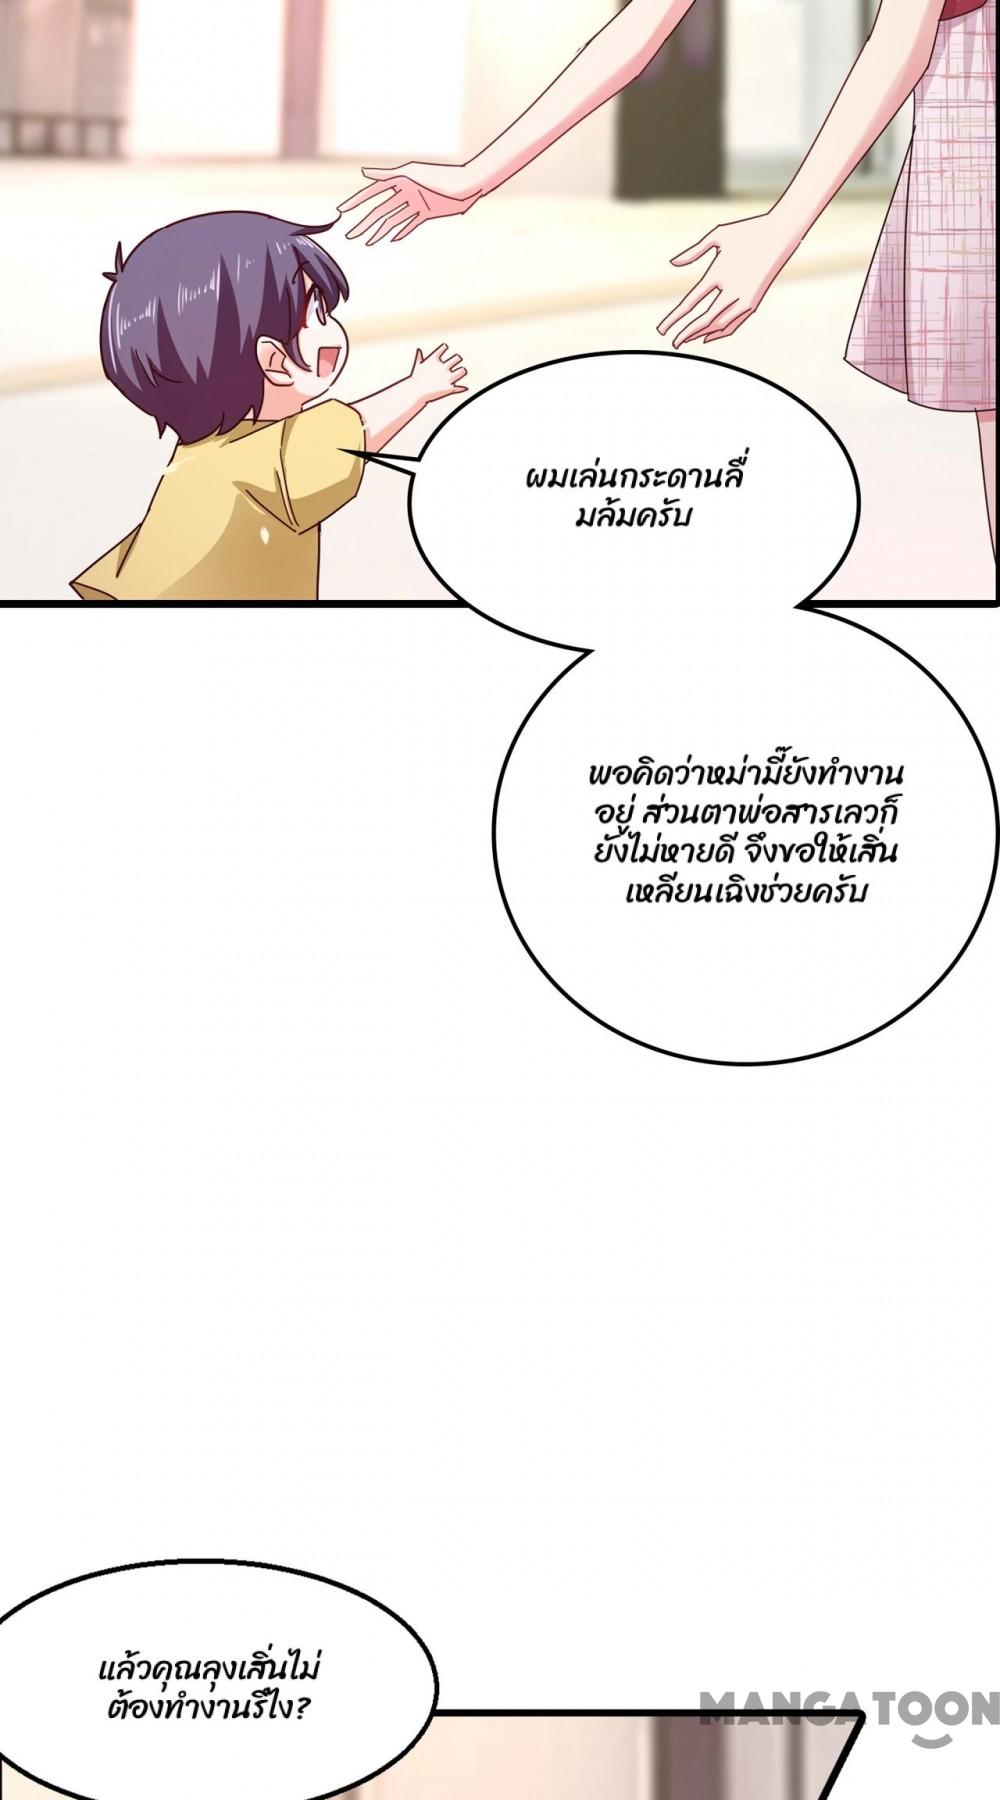 ผมเล่นกระดานลื่
มล้มครับ
พอคิดว่าหม่ามี๊ยังทำงาน
อยู่ ส่วนตาพ่อสารเลวก็
ยังไม่หายดี จึงขอให้เสิ่น
เหลียนเฉิงช่วยครับ
แล้วคุณลุงเสิ่นไม่
ต้องทำงานรึไง?
MANGATOON